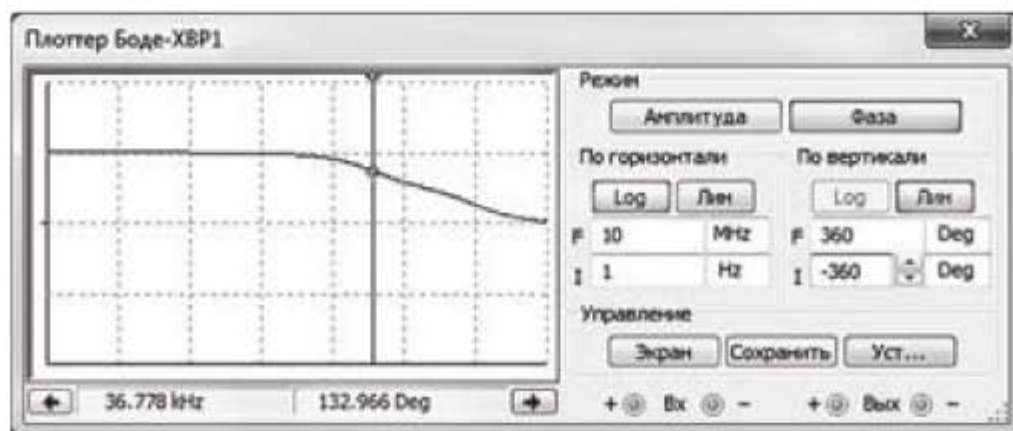 Плоттер Боде-XBP1
x
Режим
Амплитуда Фаза
По горизонтали По вертикали
Log Лин Log Лин
F 10 MHz F 360 Deg
I 1 Hz I -360 Deg
Управление
Экран Сохранить Уст...
36.778 kHz 132.966 Deg
+ Вх - + Вых -